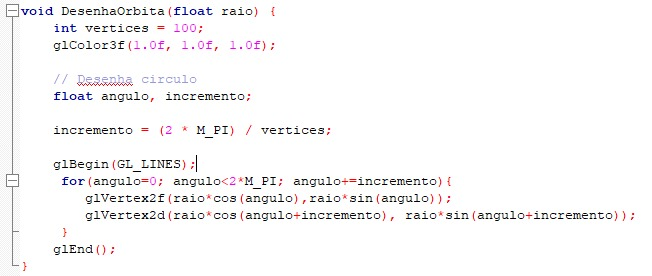 void DesenhaOrbita(float raio) {
int vertices = 100;
glColor3f(1.0f, 1.0f, 1.0f);
// Desenha circulo
float angulo, incremento;
incremento = (2 * M_PI) / vertices;
glBegin(GL_LINES);
for(angulo=0; angulo<2*M_PI; angulo+=incremento){
glVertex2f(raio*cos(angulo),raio*sin(angulo));
glVertex2d(raio*cos(angulo+incremento), raio*sin(angulo+incremento));
}
glEnd();
}